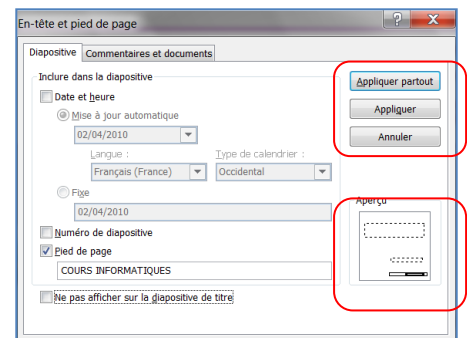 En-tête et pied de page
Diapositive Commentaires et documents
Inclure dans la diapositive
Date et heure
Mise à jour automatique
02/04/2010
Langue : Type de calendrier :
Français (France) Occidental
Fixe
02/04/2010
Numéro de diapositive
Pied de page
COURS INFORMATIQUES
Ne pas afficher sur la diapositive de titre
Appliquer partout
Appliquer
Annuler
Aperçu